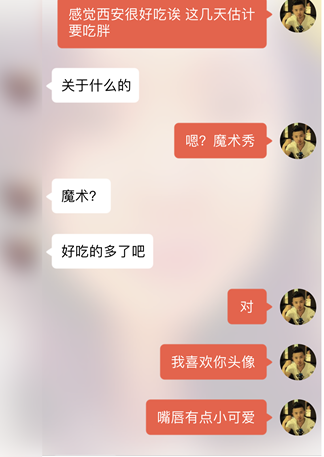 感觉西安很好吃诶 这几天估计
要吃胖
关于什么的
嗯？魔术秀
魔术？
好吃的多了吧
对
我喜欢你头像
嘴唇有点小可爱